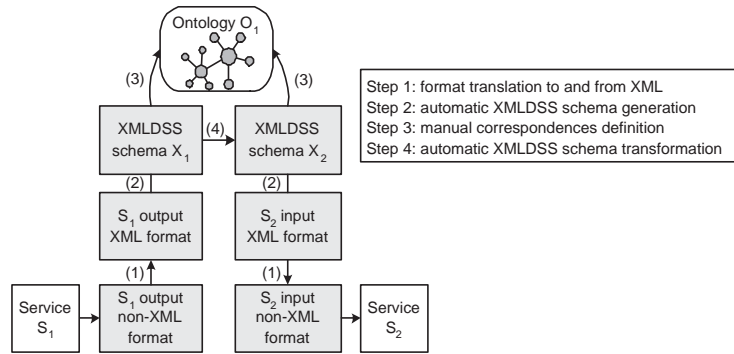 Ontology O1
(3)
(3)
Step 1: format translation to and from XML
Step 2: automatic XMLDSS schema generation
Step 3: manual correspondences definition
Step 4: automatic XMLDSS schema transformation
XMLDSS
schema X1
(4)
XMLDSS
schema X2
(2)
(2)
S1 output
XML format
S2 input
XML format
(1)
(1)
Service
S1
S1 output
non-XML
format
S2 input
non-XML
format
Service
S2